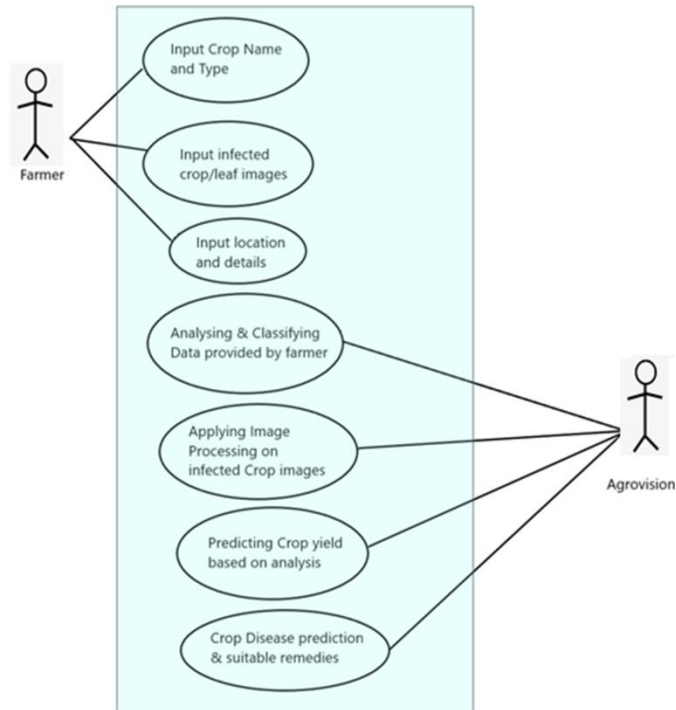 Input Crop Name
and Type
Farmer
Input infected
crop/leaf images
Input location
and details
Analysing & Classifying
Data provided by farmer
Applying Image
Processing on
infected Crop images
Agrovision
Predicting Crop yield
based on analysis
Crop Disease prediction
& suitable remedies